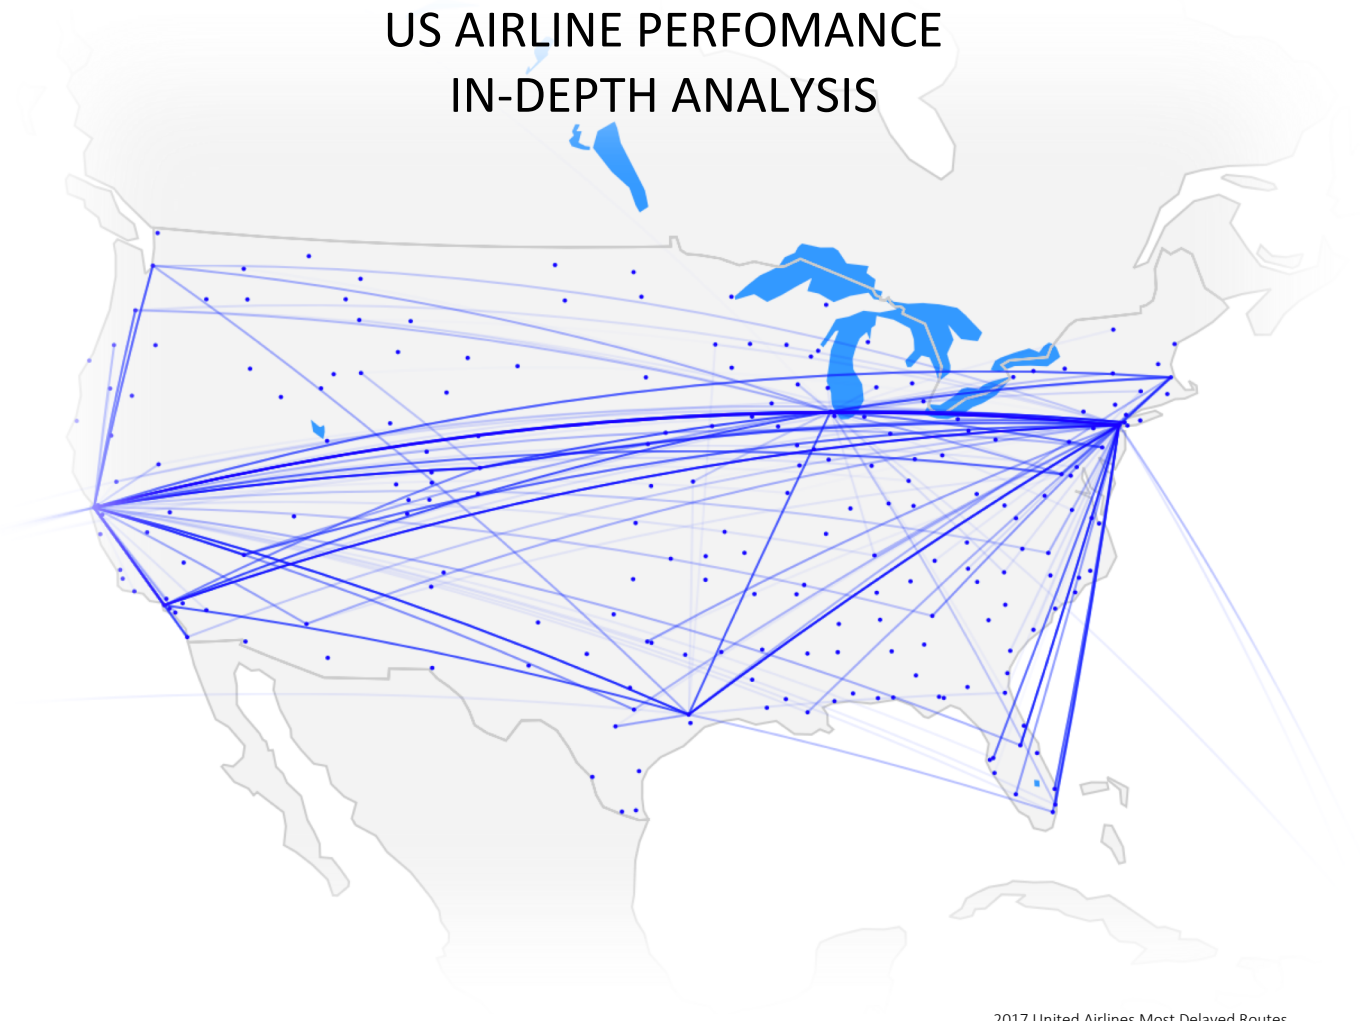 US AIRLINE PERFOMANCE
IN-DEPTH ANALYSIS
2017 United Airlines Most Delayed Routes